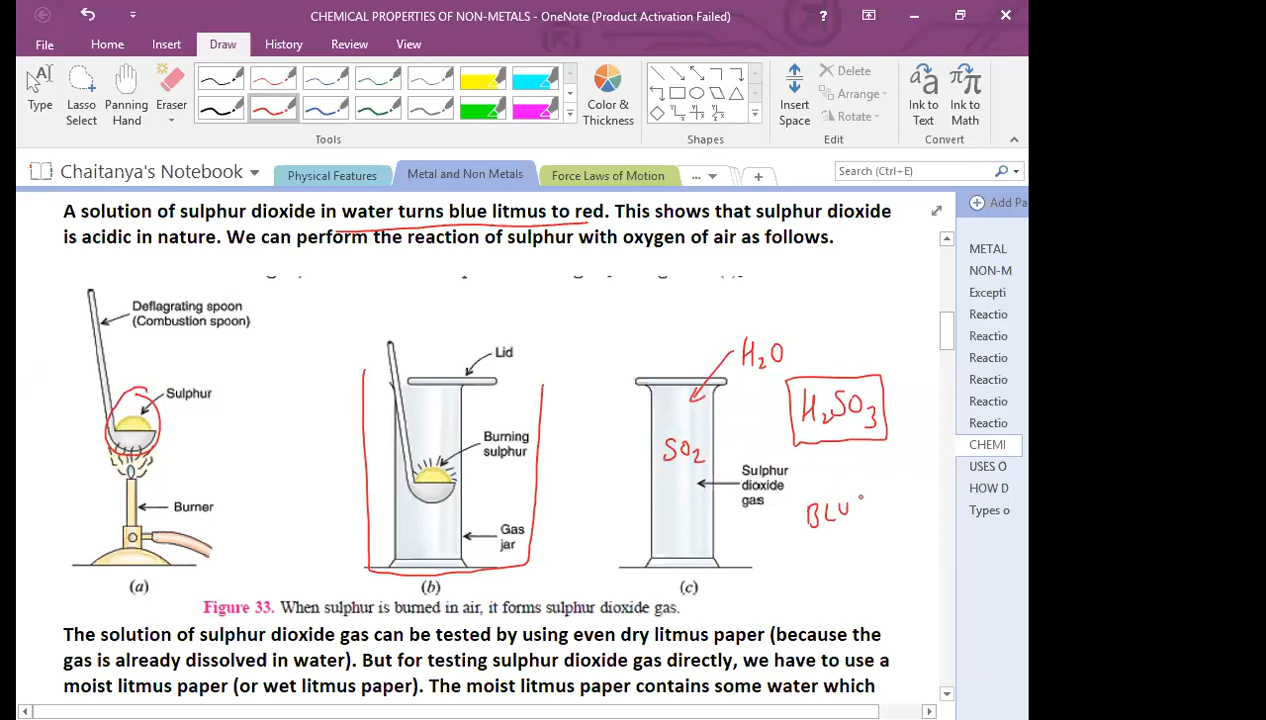 CHEMICAL PROPERTIES OF NON-METALS - OneNote (Product Activation Failed)
?
File Home Insert Draw History Review View
Type
Lasso Select
Panning Hand
Eraser
Color & Thickness
Insert Space
Delete
Arrange
Rotate
Ink to Text
Ink to Math
Tools Shapes Edit Convert
Chaitanya's Notebook
Physical Features
Metal and Non Metals
Force Laws of Motion
...
Search (Ctrl+E)
A solution of sulphur dioxide in water turns blue litmus to red. This shows that sulphur dioxide
is acidic in nature. We can perform the reaction of sulphur with oxygen of air as follows.
Deflagrating spoon
(Combustion spoon)
Sulphur
Burner
(a)
Lid
Burning
sulphur
Gas
jar
(b)
H₂O
H₂SO₃
SO₂
Sulphur
dioxide
gas
BLU
(c)
Figure 33. When sulphur is burned in air, it forms sulphur dioxide gas.
The solution of sulphur dioxide gas can be tested by using even dry litmus paper (because the
gas is already dissolved in water). But for testing sulphur dioxide gas directly, we have to use a
moist litmus paper (or wet litmus paper). The moist litmus paper contains some water which
Add Pa
METAL
NON-M
Excepti
Reactio
Reactio
Reactio
Reactio
Reactio
Reactio
CHEMI
USES O
HOW D
Types o